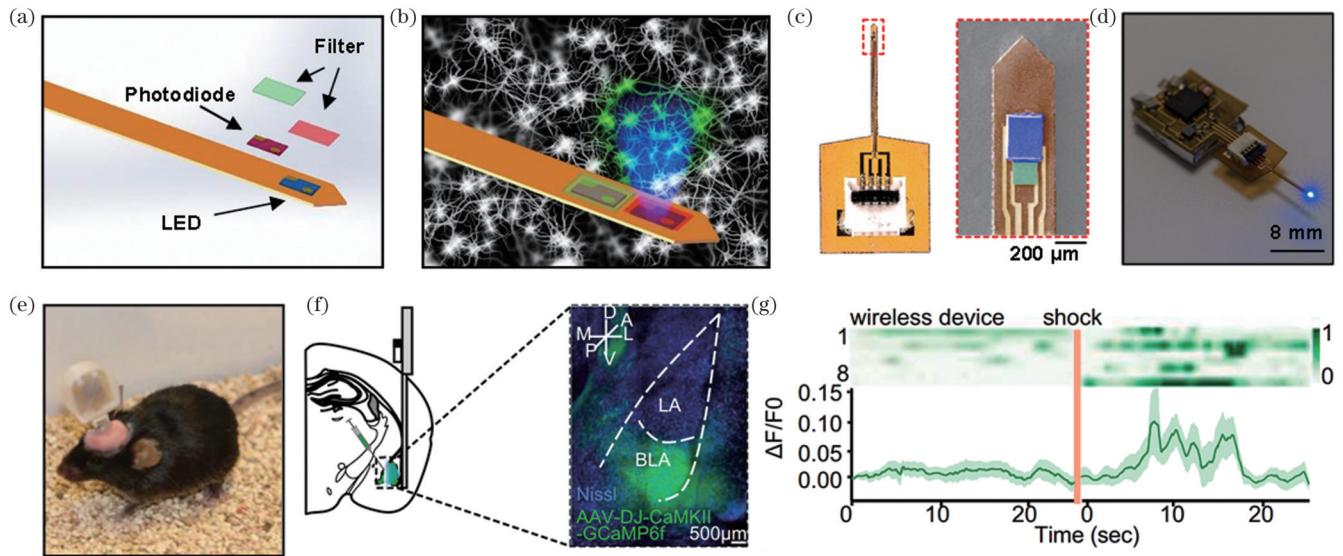 (a)
Filter
Photodiode
LED
(b)
(c)
200 μm
(d)
8 mm
(e)
(f)
D
A
M
L
P
V
LA
BLA
Nissl
AAV-DJ-CaMKII
-GCaMP6f
500μm
(g)
wireless device
shock
1
8
1
0
0.15
0.10
0.05
0.00
ΔF/F0
0
10
20
0
10
20
Time (sec)